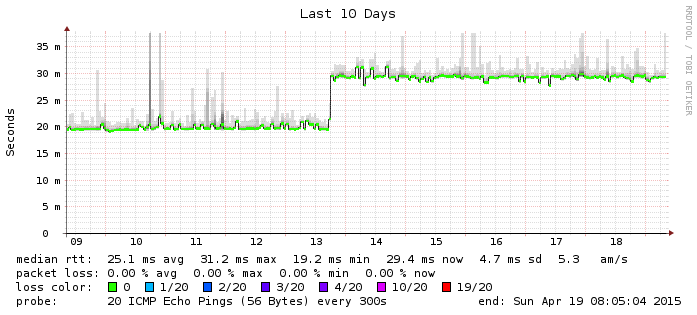 Last 10 Days
RRDTOOL / TOBI OETIKER
Seconds
35 m
30 m
25 m
20 m
15 m
10 m
5 m
0
09 10 11 12 13 14 15 16 17 18
median rtt: 25.1 ms avg 31.2 ms max 19.2 ms min 29.4 ms now 4.7 ms sd 5.3 am/s
packet loss: 0.00 % avg 0.00 % max 0.00 % min 0.00 % now
loss color: 0 1/20 2/20 3/20 4/20 10/20 19/20
probe: 20 ICMP Echo Pings (56 Bytes) every 300s end: Sun Apr 19 08:05:04 2015